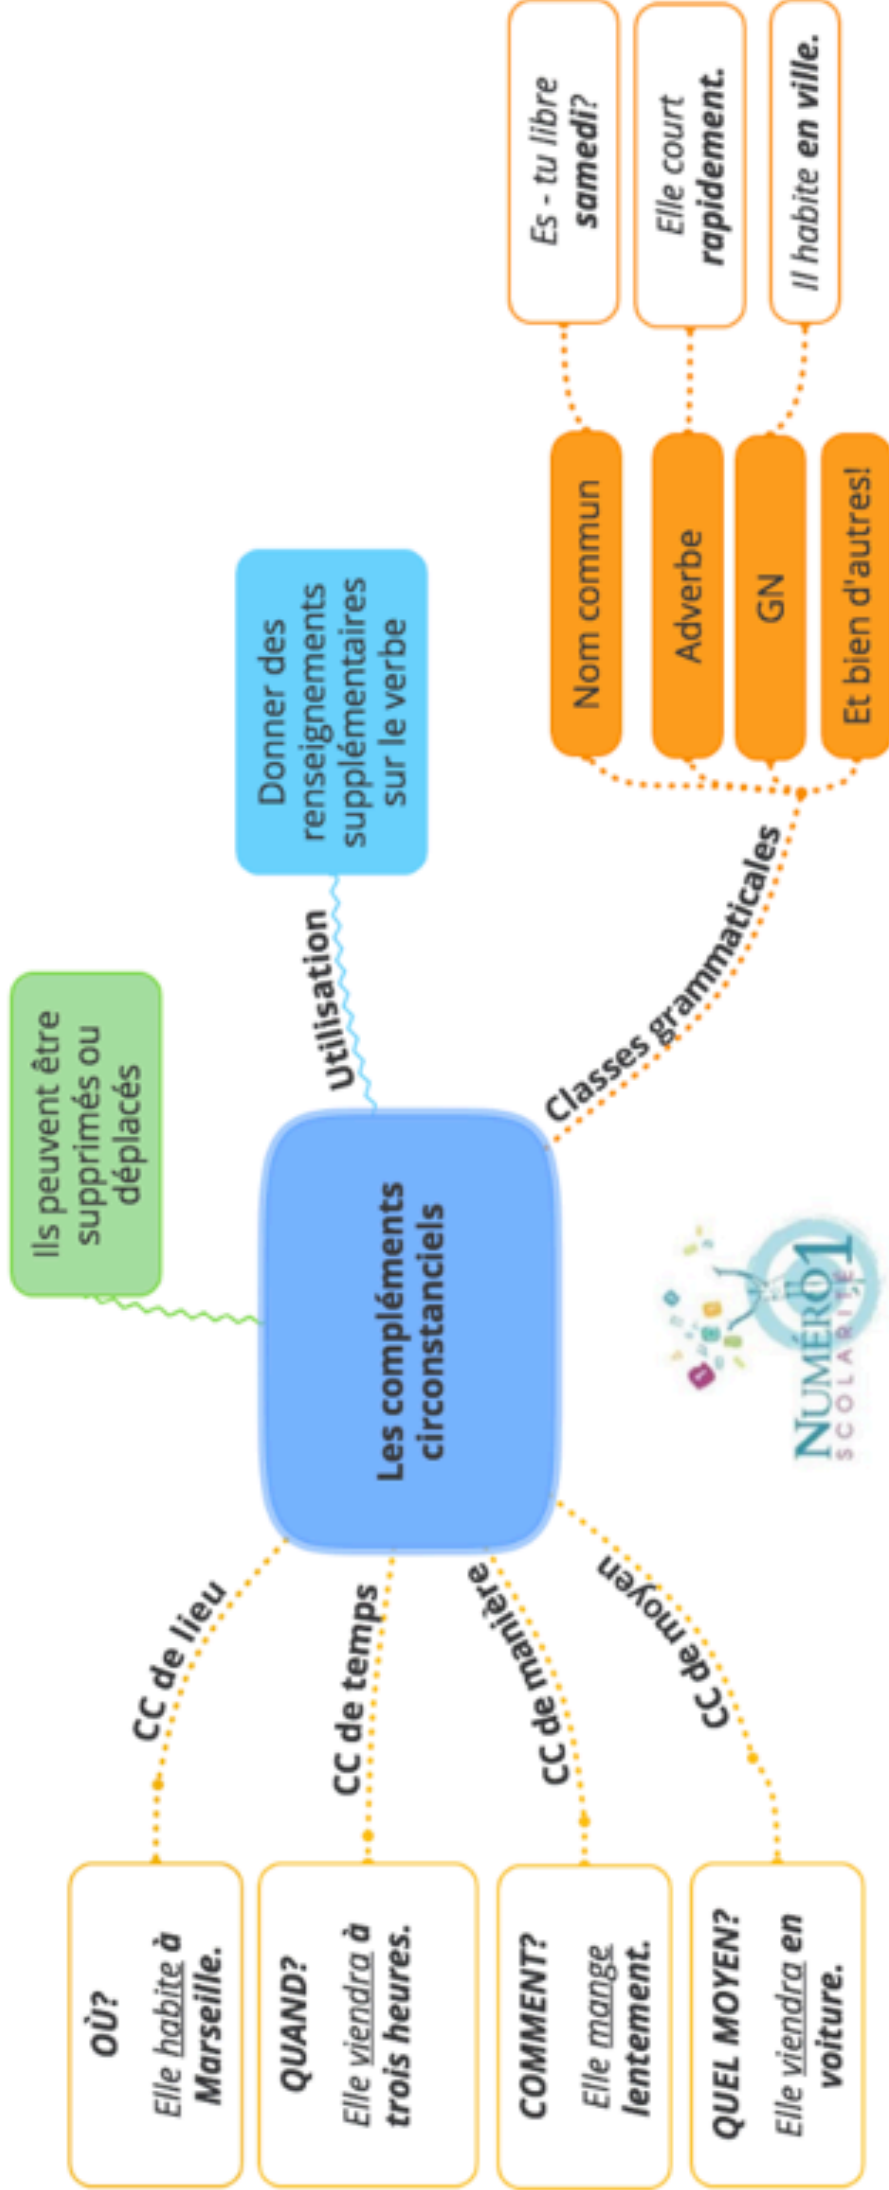 Ils peuvent être
supprimés ou
déplacés
Les compléments
circonstanciels
CC de lieu
OÙ?
Elle habite à
Marseille.
CC de temps
QUAND?
Elle viendra à
trois heures.
CC de manière
COMMENT?
Elle mange
lentement.
CC de moyen
QUEL MOYEN?
Elle viendra en
voiture.
Utilisation
Donner des
renseignements
supplémentaires
sur le verbe
Classes grammaticales
Nom commun
Es - tu libre
samedi?
Adverbe
Elle court
rapidement.
GN
Il habite en ville.
Et bien d'autres!
NUMÉRO1
SCOLARITÉ